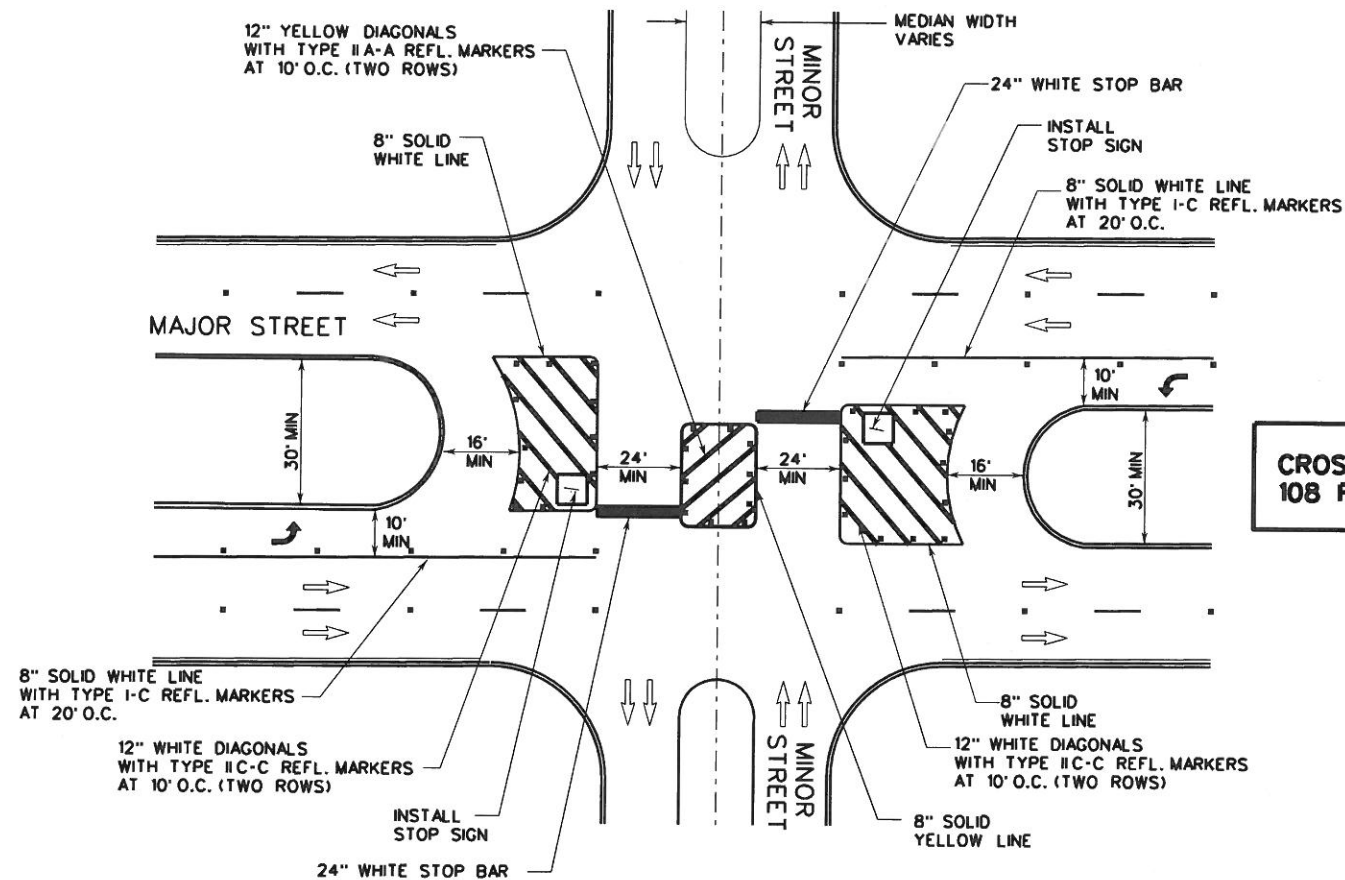 12" YELLOW DIAGONALS
WITH TYPE II A-A REFL. MARKERS
AT 10' O.C. (TWO ROWS)
MEDIAN WIDTH
VARIES
MINOR
STREET
24" WHITE STOP BAR
8" SOLID
WHITE LINE
INSTALL
STOP SIGN
8" SOLID WHITE LINE
WITH TYPE I-C REFL. MARKERS
AT 20' O.C.
MAJOR STREET
10'
MIN
30' MIN
16'
MIN
24'
MIN
24'
MIN
16'
MIN
30' MIN
10'
MIN
CROS
108 F
8" SOLID WHITE LINE
WITH TYPE I-C REFL. MARKERS
AT 20' O.C.
12" WHITE DIAGONALS
WITH TYPE II C-C REFL. MARKERS
AT 10' O.C. (TWO ROWS)
INSTALL
STOP SIGN
24" WHITE STOP BAR
MINOR
STREET
8" SOLID
WHITE LINE
12" WHITE DIAGONALS
WITH TYPE II C-C REFL. MARKERS
AT 10' O.C. (TWO ROWS)
8" SOLID
YELLOW LINE